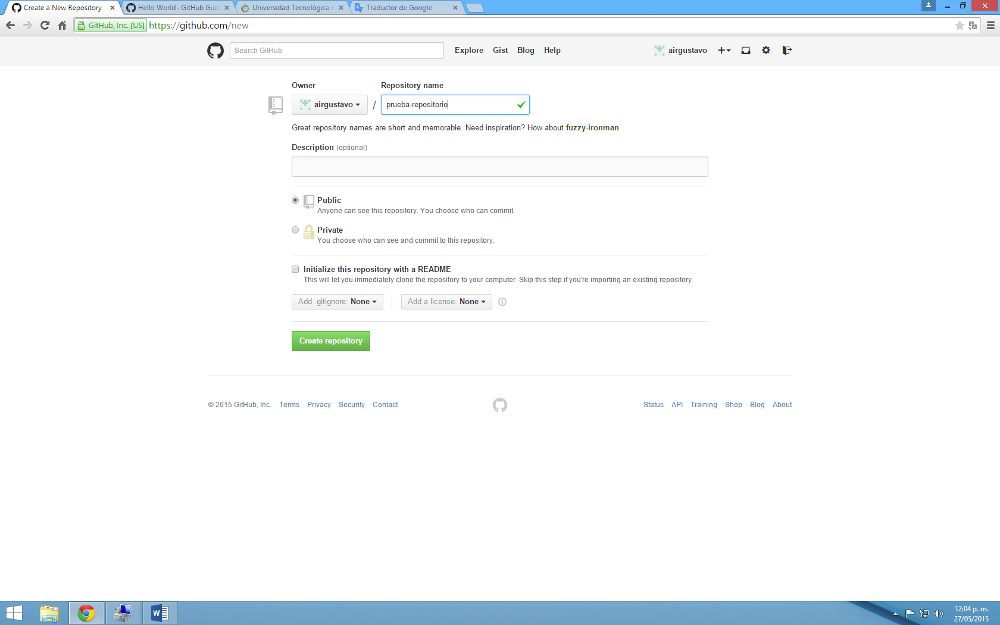 Create a New Repository
Hello World · GitHub Guid
Universidad Tecnológica
Traductor de Google
GitHub, Inc. [US] https://github.com/new
Search GitHub
Explore Gist Blog Help
airgustavo
Owner Repository name
airgustavo / prueba-repositorio
Great repository names are short and memorable. Need inspiration? How about fuzzy-ironman.
Description (optional)
Public
Anyone can see this repository. You choose who can commit.
Private
You choose who can see and commit to this repository.
Initialize this repository with a README
This will let you immediately clone the repository to your computer. Skip this step if you're importing an existing repository.
Add .gitignore: None Add a license: None
Create repository
© 2015 GitHub, Inc. Terms Privacy Security Contact
Status API Training Shop Blog About
12:04 p. m.
27/05/2015